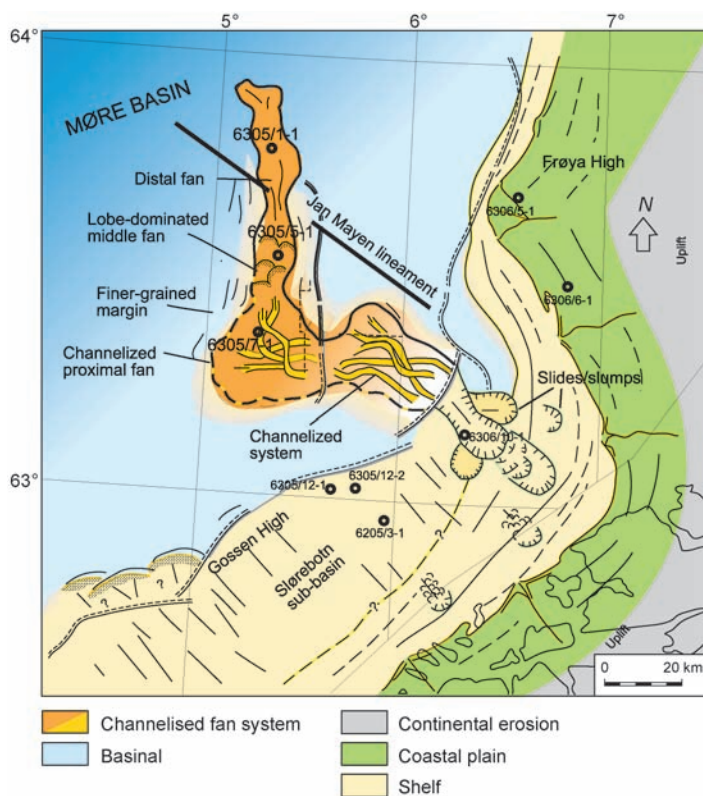 5°
6°
7°
64°
MØRE BASIN
6305/1-1
Distal fan
Frøya High
Lobe-dominated
middle fan
6305/5-1
Jan Mayen lineament
6306/5-1
N
Uplift
Finer-grained
margin
6306/6-1
Channelized
proximal fan
6305/7-1
Slides/slumps
Channelized
system
6306/10-1
63°
6305/12-1
6305/12-2
6205/3-1
Gossen High
Slørebotn
sub-basin
?
?
?
?
Uplift
0 20 km
Channelised fan system
Continental erosion
Basinal
Coastal plain
Shelf